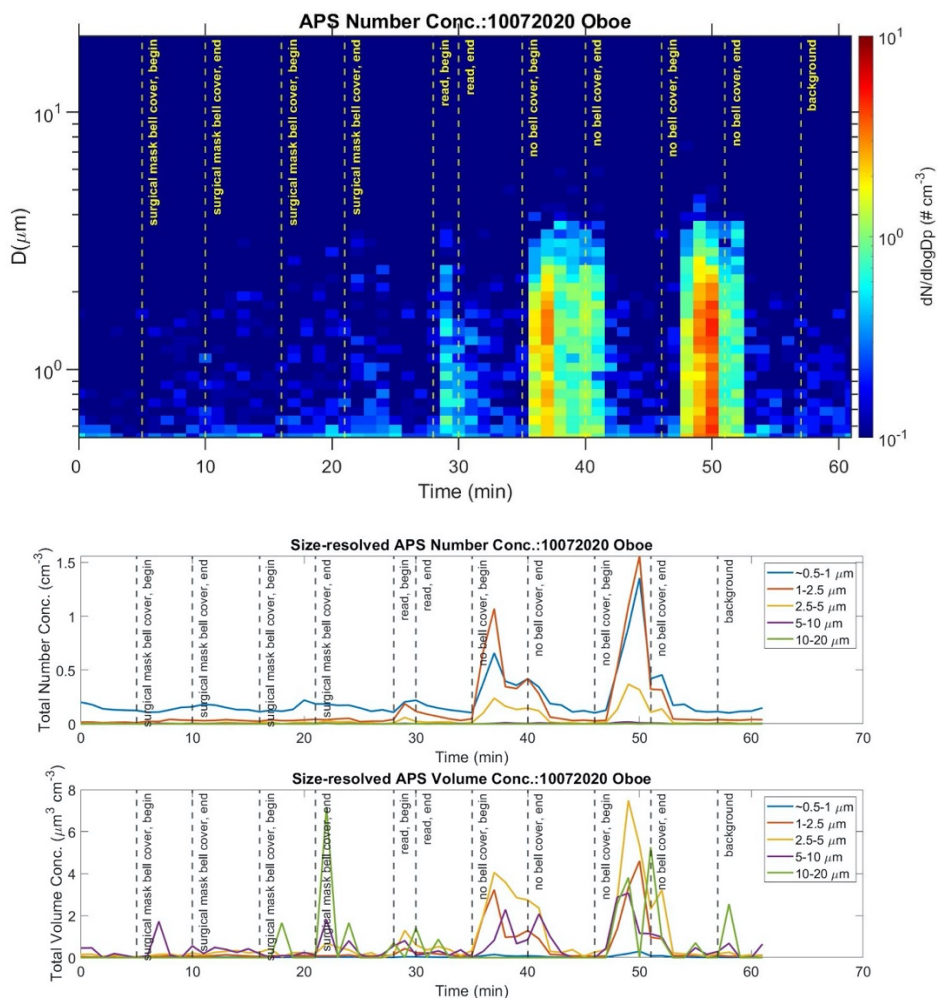 APS Number Conc.:10072020 Oboe
surgical mask bell cover, begin
surgical mask bell cover, end
surgical mask bell cover, begin
surgical mask bell cover, end
read, begin
read, end
no bell cover, begin
no bell cover, end
no bell cover, begin
no bell cover, end
background
D(μm)
10^1
10^0
0 10 20 30 40 50 60
Time (min)
10^1
10^0
10^-1
dN/dlogDp (# cm^-3)
Size-resolved APS Number Conc.:10072020 Oboe
Total Number Conc. (cm^-3)
1.5
1
0.5
0
surgical mask bell cover, begin
surgical mask bell cover, end
surgical mask bell cover, begin
surgical mask bell cover, end
read, begin
read, end
no bell cover, begin
no bell cover, end
no bell cover, begin
no bell cover, end
background
~0.5-1 μm
1-2.5 μm
2.5-5 μm
5-10 μm
10-20 μm
0 10 20 30 40 50 60 70
Time (min)
Size-resolved APS Volume Conc.:10072020 Oboe
Total Volume Conc. (μm^3 cm^-3)
8
6
4
2
0
surgical mask bell cover, begin
surgical mask bell cover, end
surgical mask bell cover, begin
surgical mask bell cover, end
read, begin
read, end
no bell cover, begin
no bell cover, end
no bell cover, begin
no bell cover, end
background
~0.5-1 μm
1-2.5 μm
2.5-5 μm
5-10 μm
10-20 μm
0 10 20 30 40 50 60 70
Time (min)